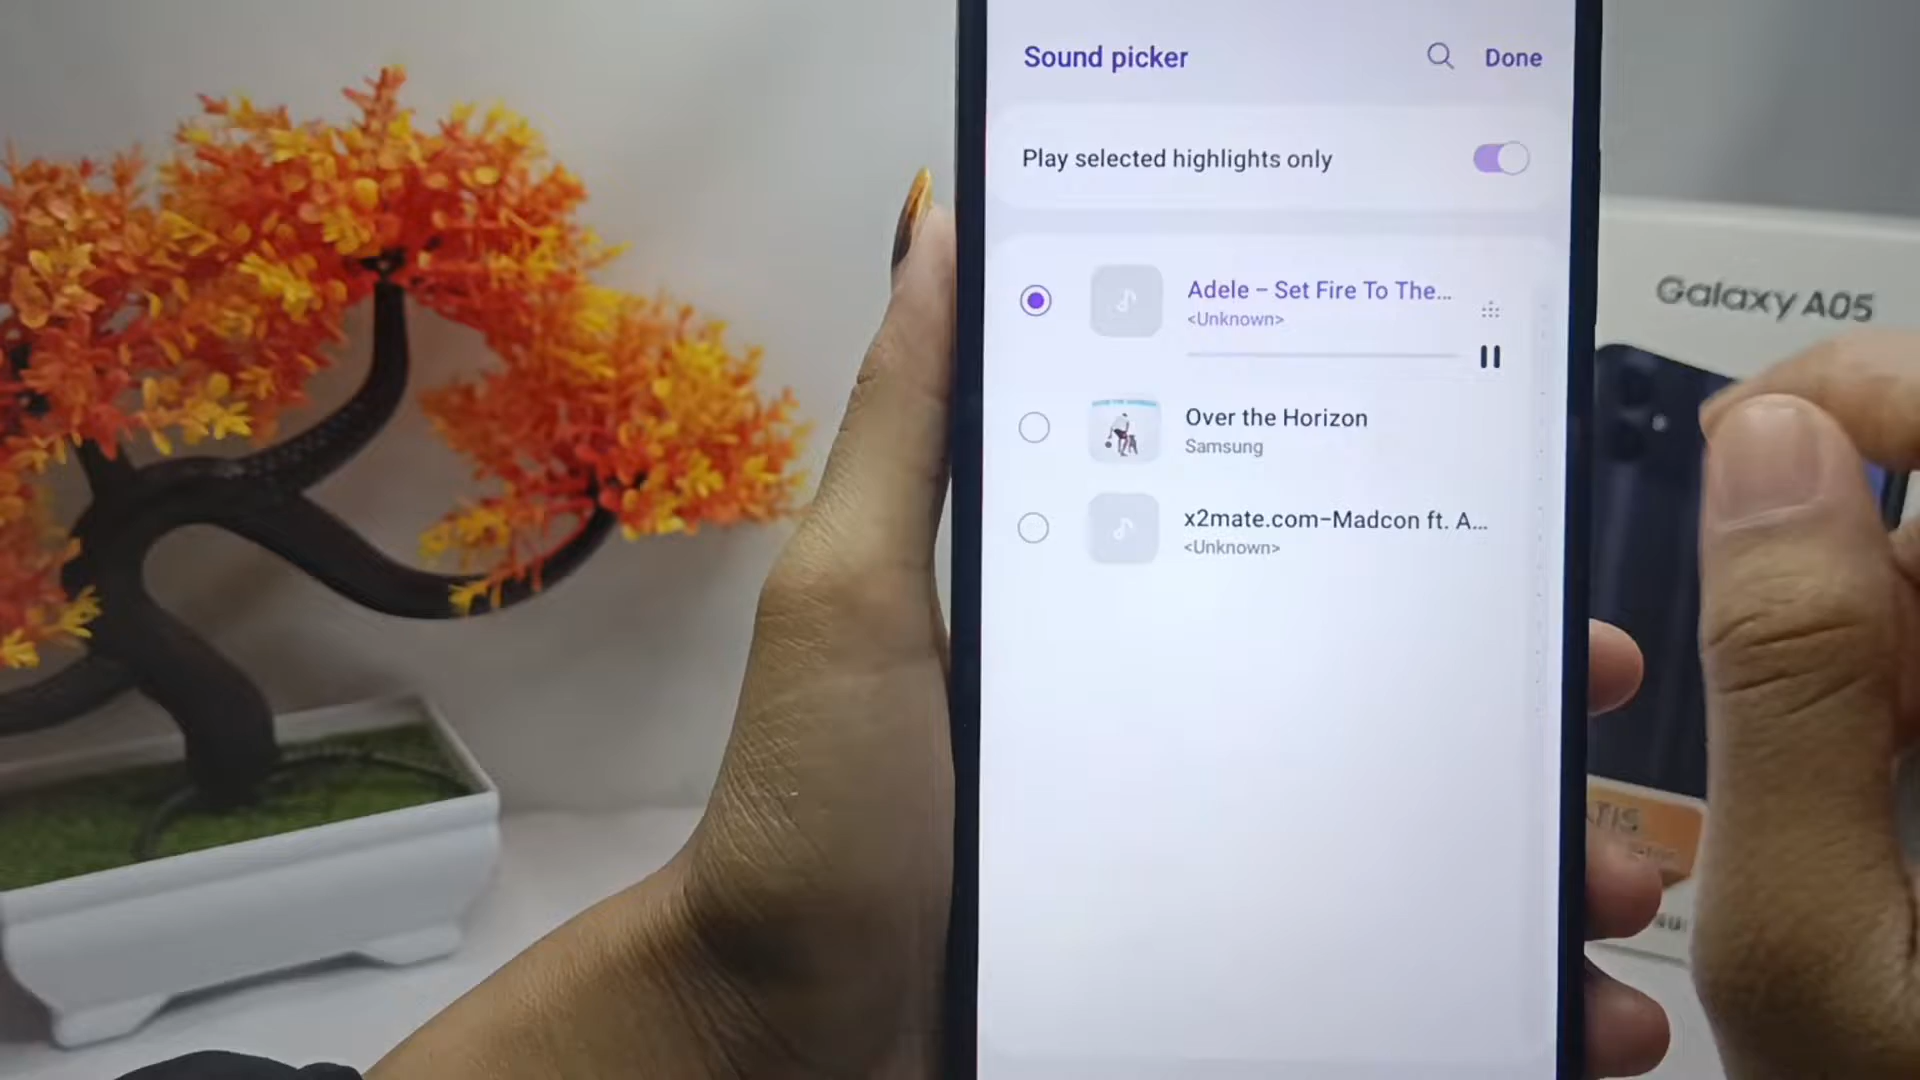 Sound picker
Done
Play selected highlights only
Adele – Set Fire To The...
<Unknown>
Over the Horizon
Samsung
x2mate.com–Madcon ft. A...
<Unknown>
Galaxy A05